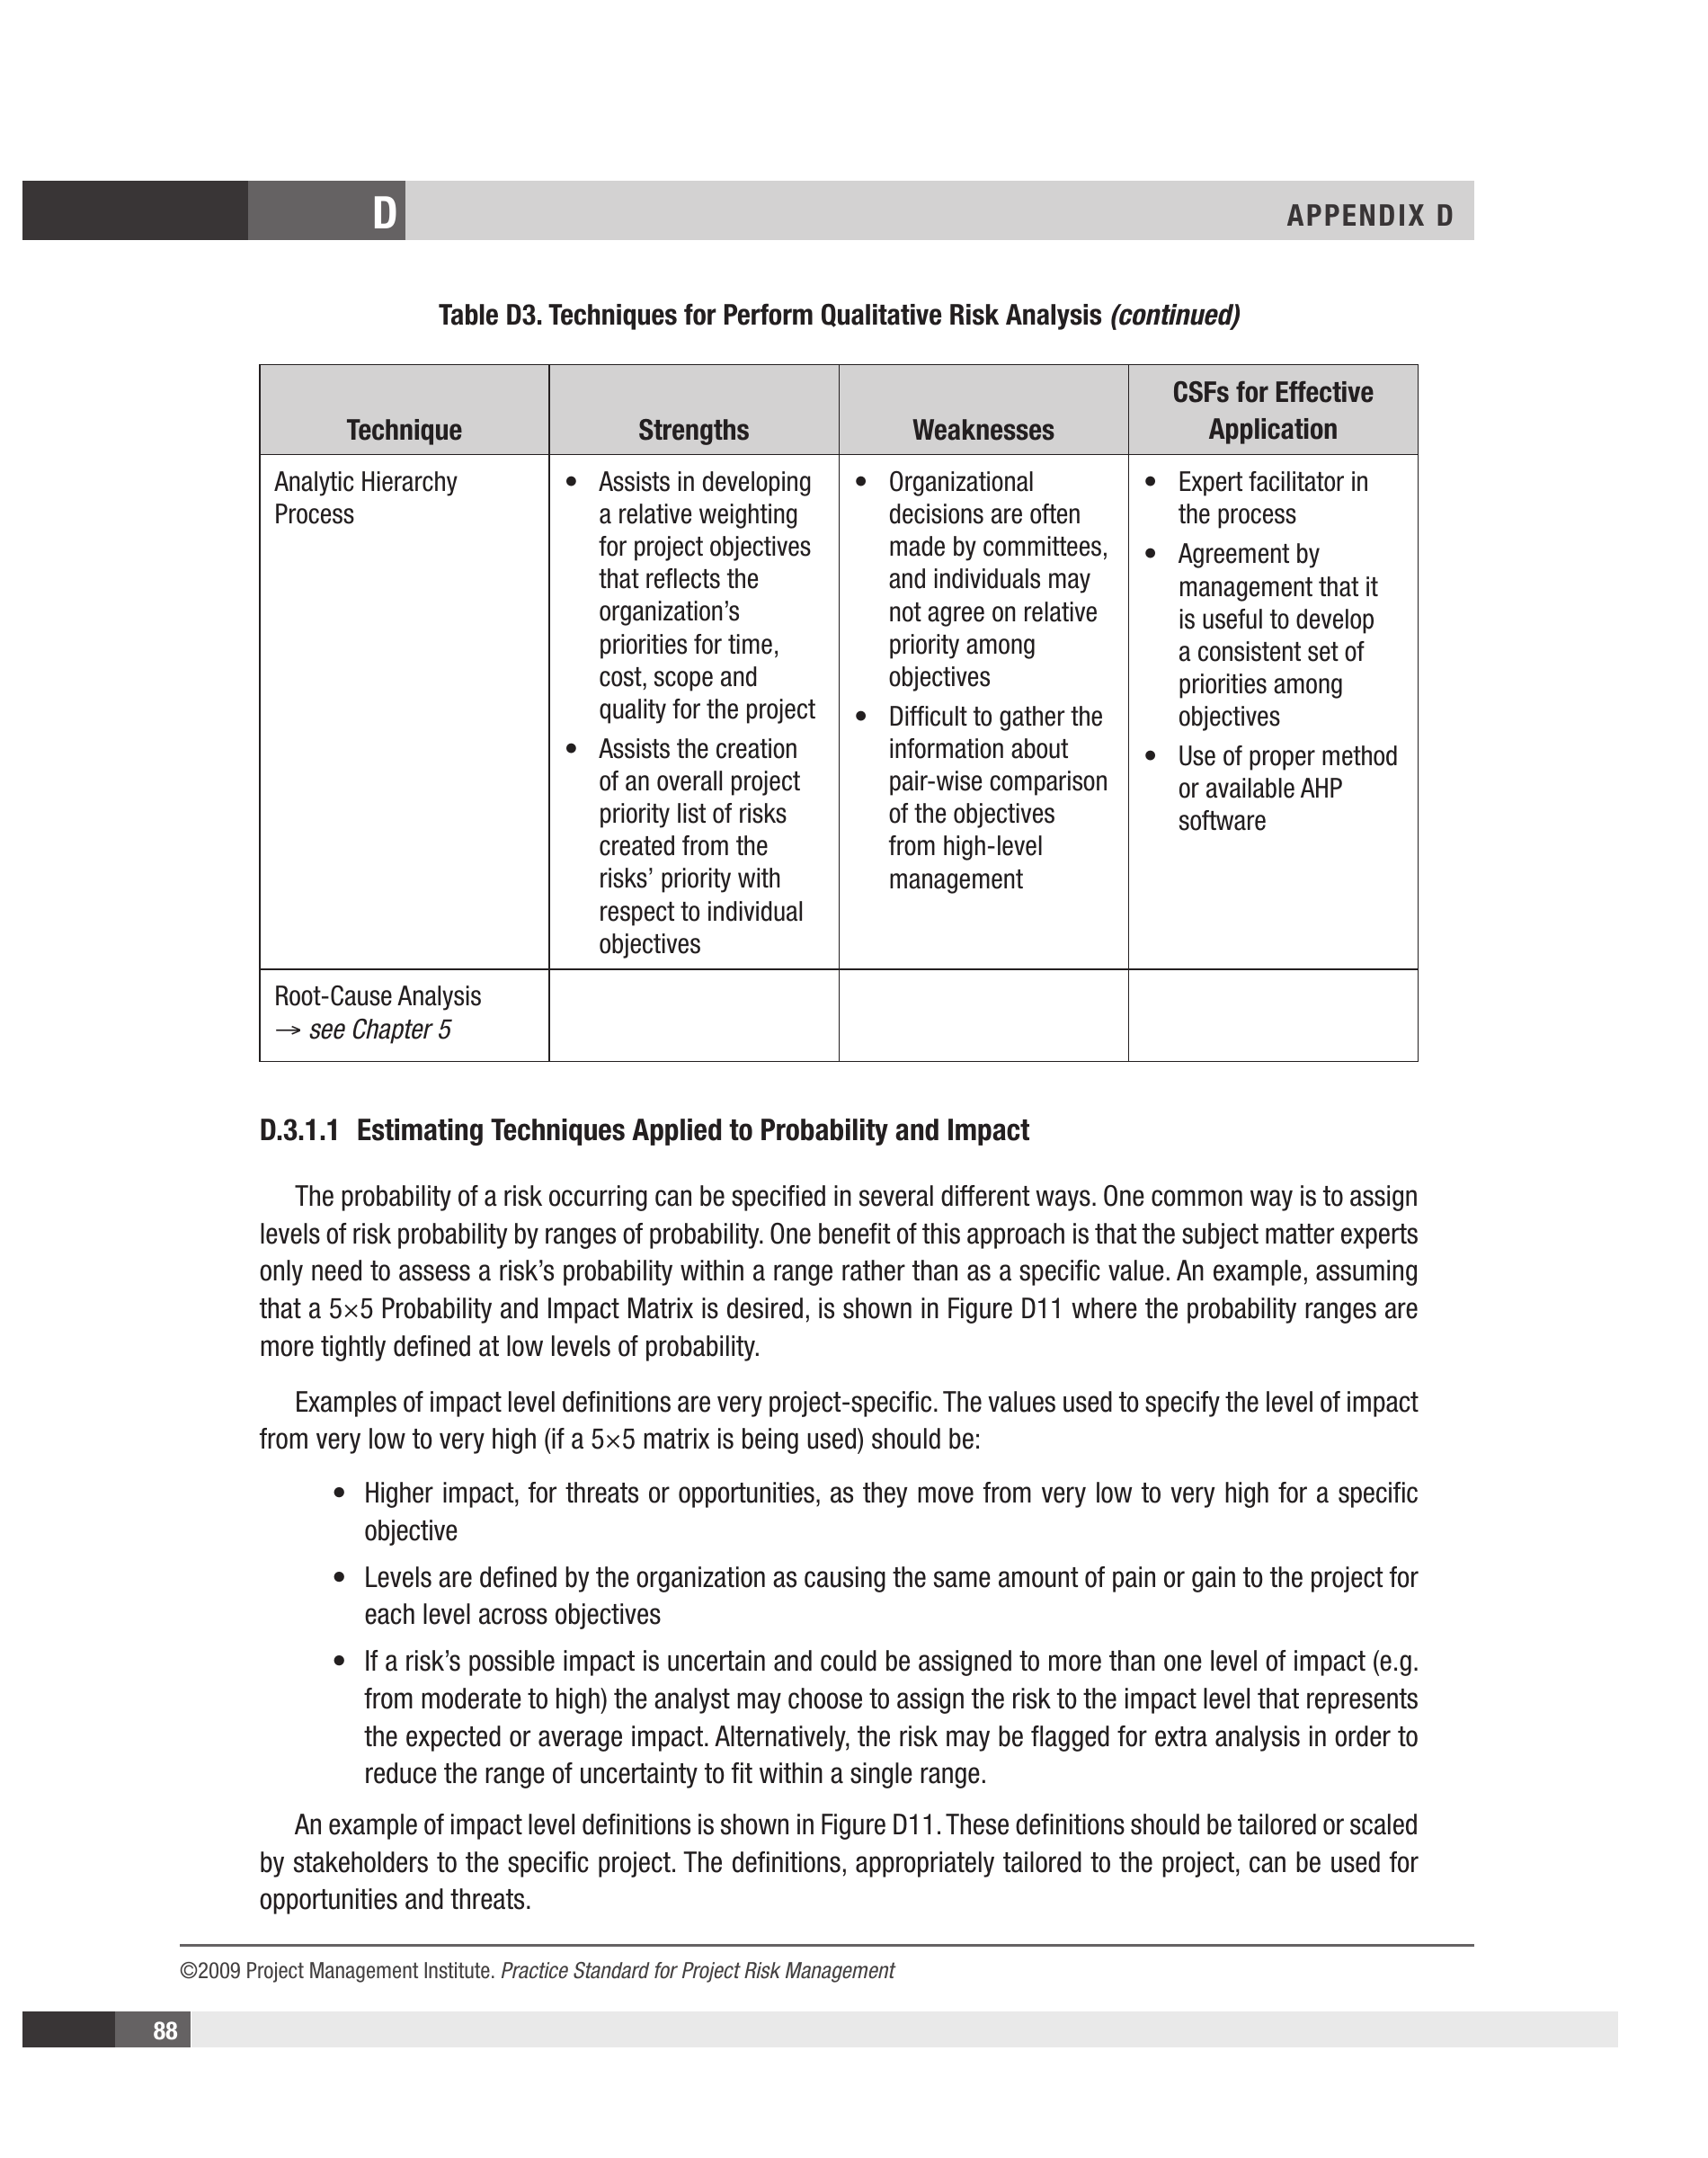 D
APPENDIX D
Table D3. Techniques for Perform Qualitative Risk Analysis (continued)
Technique
Strengths
Weaknesses
CSFs for Effective
Application
Analytic Hierarchy
Process
• Assists in developing
a relative weighting
for project objectives
that reflects the
organization’s
priorities for time,
cost, scope and
quality for the project
• Assists the creation
of an overall project
priority list of risks
created from the
risks’ priority with
respect to individual
objectives
• Organizational
decisions are often
made by committees,
and individuals may
not agree on relative
priority among
objectives
• Difficult to gather the
information about
pair-wise comparison
of the objectives
from high-level
management
• Expert facilitator in
the process
• Agreement by
management that it
is useful to develop
a consistent set of
priorities among
objectives
• Use of proper method
or available AHP
software
Root-Cause Analysis
→ see Chapter 5
D.3.1.1 Estimating Techniques Applied to Probability and Impact
The probability of a risk occurring can be specified in several different ways. One common way is to assign
levels of risk probability by ranges of probability. One benefit of this approach is that the subject matter experts
only need to assess a risk’s probability within a range rather than as a specific value. An example, assuming
that a 5×5 Probability and Impact Matrix is desired, is shown in Figure D11 where the probability ranges are
more tightly defined at low levels of probability.
Examples of impact level definitions are very project-specific. The values used to specify the level of impact
from very low to very high (if a 5×5 matrix is being used) should be:
• Higher impact, for threats or opportunities, as they move from very low to very high for a specific
objective
• Levels are defined by the organization as causing the same amount of pain or gain to the project for
each level across objectives
• If a risk’s possible impact is uncertain and could be assigned to more than one level of impact (e.g.
from moderate to high) the analyst may choose to assign the risk to the impact level that represents
the expected or average impact. Alternatively, the risk may be flagged for extra analysis in order to
reduce the range of uncertainty to fit within a single range.
An example of impact level definitions is shown in Figure D11. These definitions should be tailored or scaled
by stakeholders to the specific project. The definitions, appropriately tailored to the project, can be used for
opportunities and threats.
©2009 Project Management Institute. Practice Standard for Project Risk Management
88